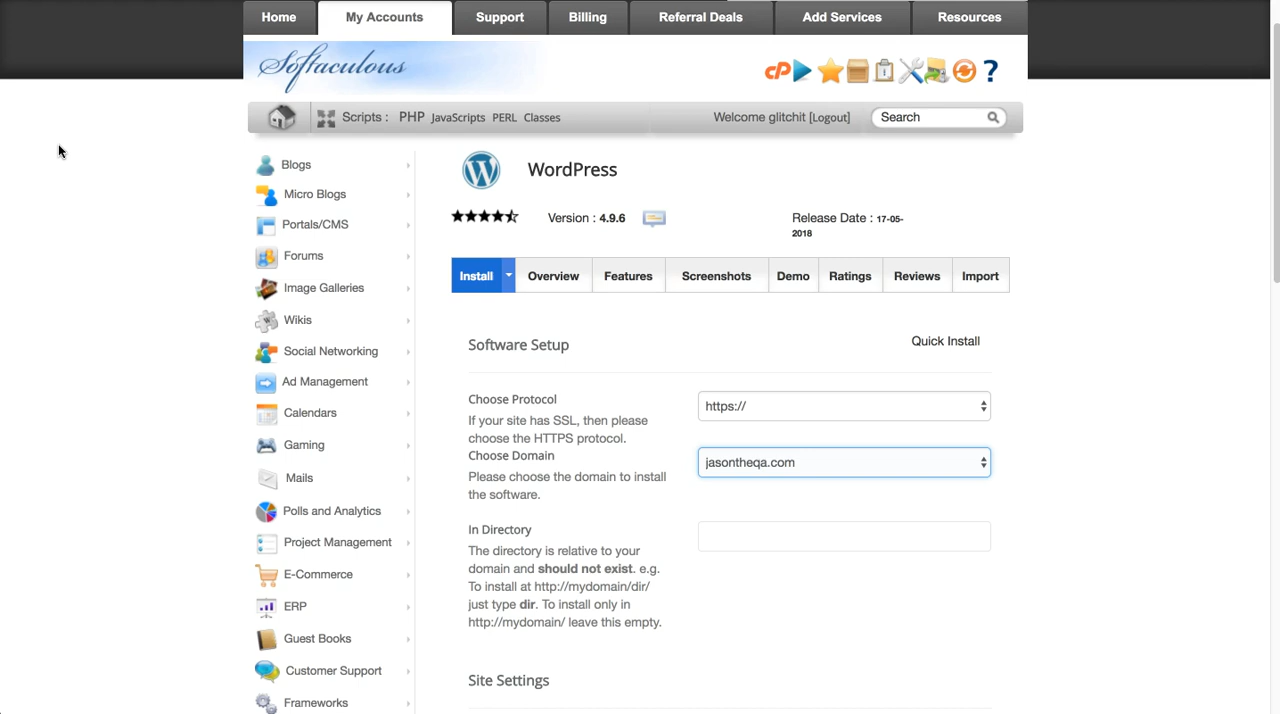 Home My Accounts Support Billing Referral Deals Add Services Resources
Softaculous
cP ?
Scripts : PHP JavaScripts PERL Classes Welcome glitchit [Logout] Search
Blogs
Micro Blogs
Portals/CMS
Forums
Image Galleries
Wikis
Social Networking
Ad Management
Calendars
Gaming
Mails
Polls and Analytics
Project Management
E-Commerce
ERP
Guest Books
Customer Support
Frameworks
WordPress
Version : 4.9.6 Release Date : 17-05-
2018
Install Overview Features Screenshots Demo Ratings Reviews Import
Software Setup Quick Install
Choose Protocol
If your site has SSL, then please
choose the HTTPS protocol.
https://
Choose Domain
Please choose the domain to install
the software.
jasontheqa.com
In Directory
The directory is relative to your
domain and should not exist. e.g.
To install at http://mydomain/dir/
just type dir. To install only in
http://mydomain/ leave this empty.
Site Settings